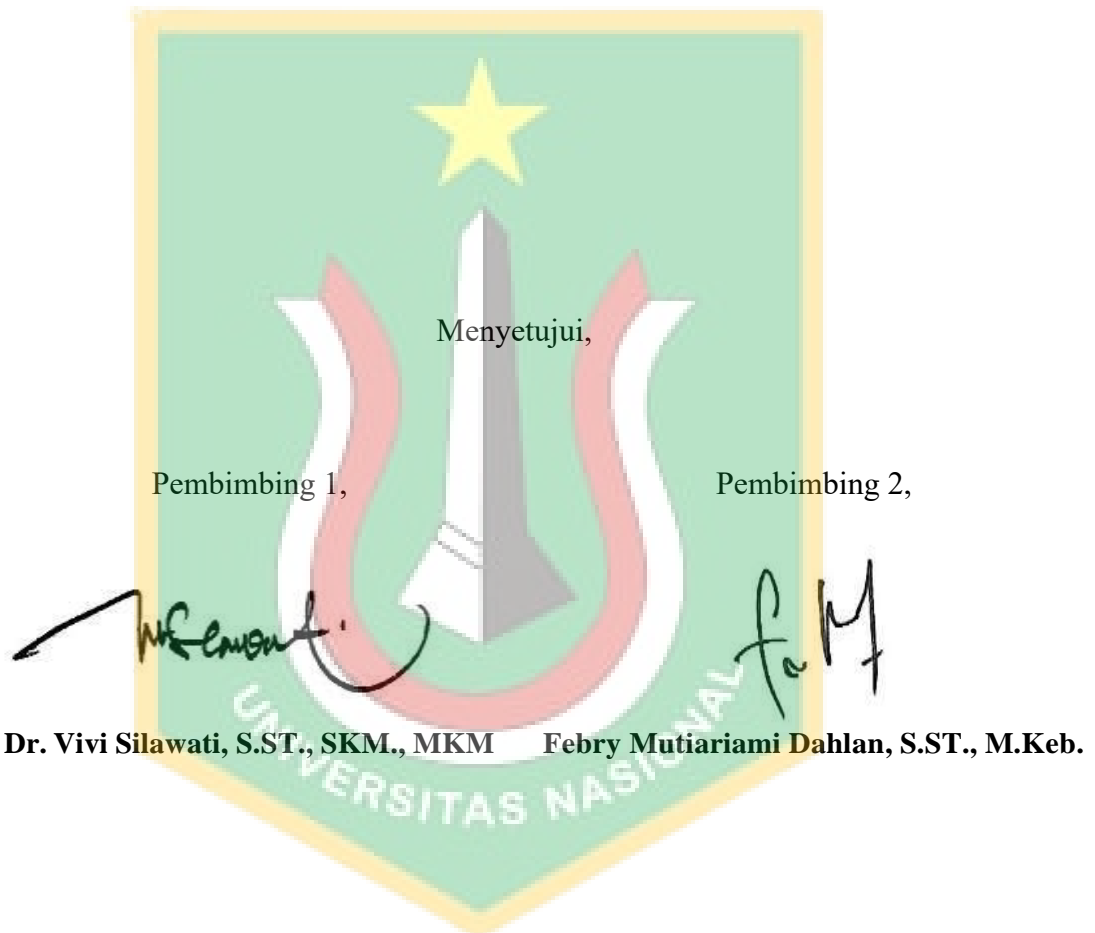 Menyetujui,
Pembimbing 1,
Pembimbing 2,
Dr. Vivi Silawati, S.ST., SKM., MKM
Febry Mutiariami Dahlan, S.ST., M.Keb.
UNIVERSITAS NASIONAL